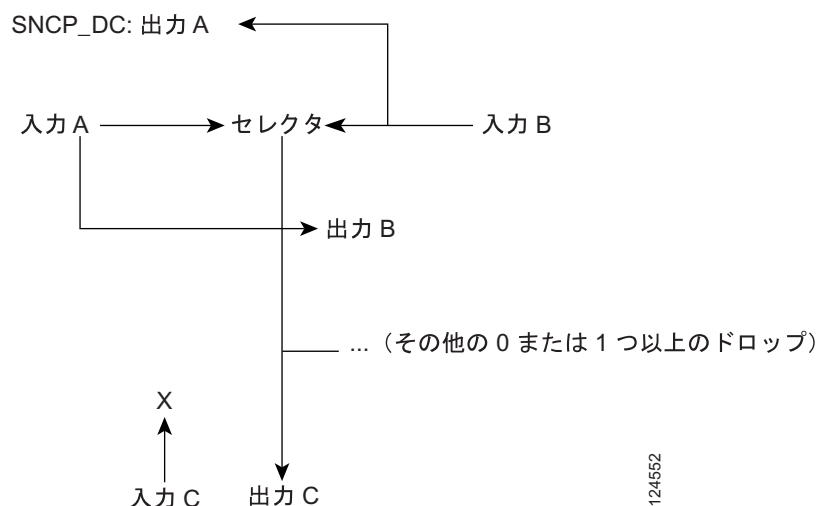 SNCP_DC: 出力 A
入力 A
セレクタ
入力 B
出力 B
... (その他の 0 または 1 つ以上のドロップ)
X
入力 C
出力 C
124552